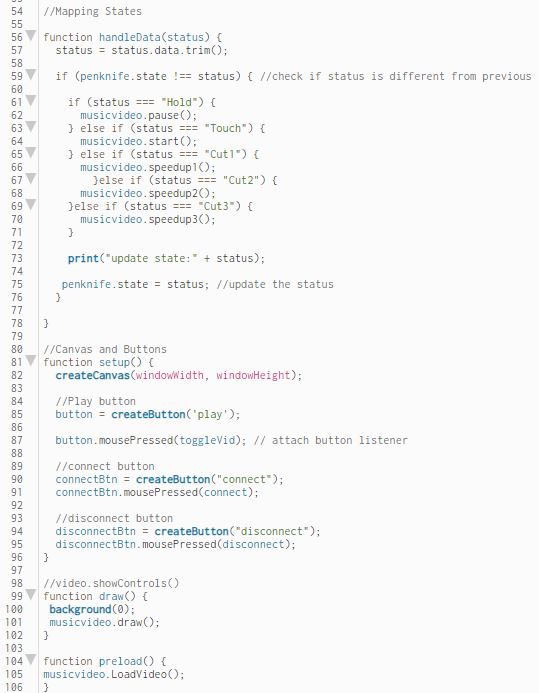 54 //Mapping States
55
56 function handleData(status) {
57   status = status.data.trim();
58
59   if (penknife.state !== status) { //check if status is different from previous
60
61     if (status === "Hold") {
62       musicvideo.pause();
63     } else if (status === "Touch") {
64       musicvideo.start();
65     } else if (status === "Cut1") {
66       musicvideo.speedup1();
67         }else if (status === "Cut2") {
68       musicvideo.speedup2();
69     }else if (status === "Cut3") {
70       musicvideo.speedup3();
71     }
72
73     print("update state:" + status);
74
75    penknife.state = status; //update the status
76   }
77
78 }
79
80 //Canvas and Buttons
81 function setup() {
82   createCanvas(windowWidth, windowHeight);
83
84   //Play button
85   button = createButton('play');
86
87   button.mousePressed(toggleVid); // attach button listener
88
89   //connect button
90   connectBtn = createButton("connect");
91   connectBtn.mousePressed(connect);
92
93   //disconnect button
94   disconnectBtn = createButton("disconnect");
95   disconnectBtn.mousePressed(disconnect);
96 }
97
98 //video.showControls()
99 function draw() {
100  background(0);
101  musicvideo.draw();
102 }
103
104 function preload() {
105 musicvideo.LoadVideo();
106 }